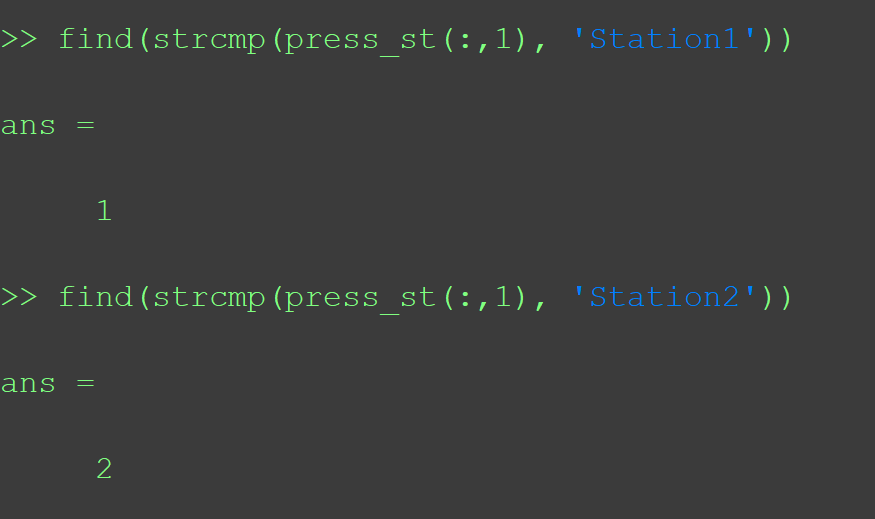 >> find(strcmp(press_st(:,1), 'Station1'))
ans =
1
>> find(strcmp(press_st(:,1), 'Station2'))
ans =
2